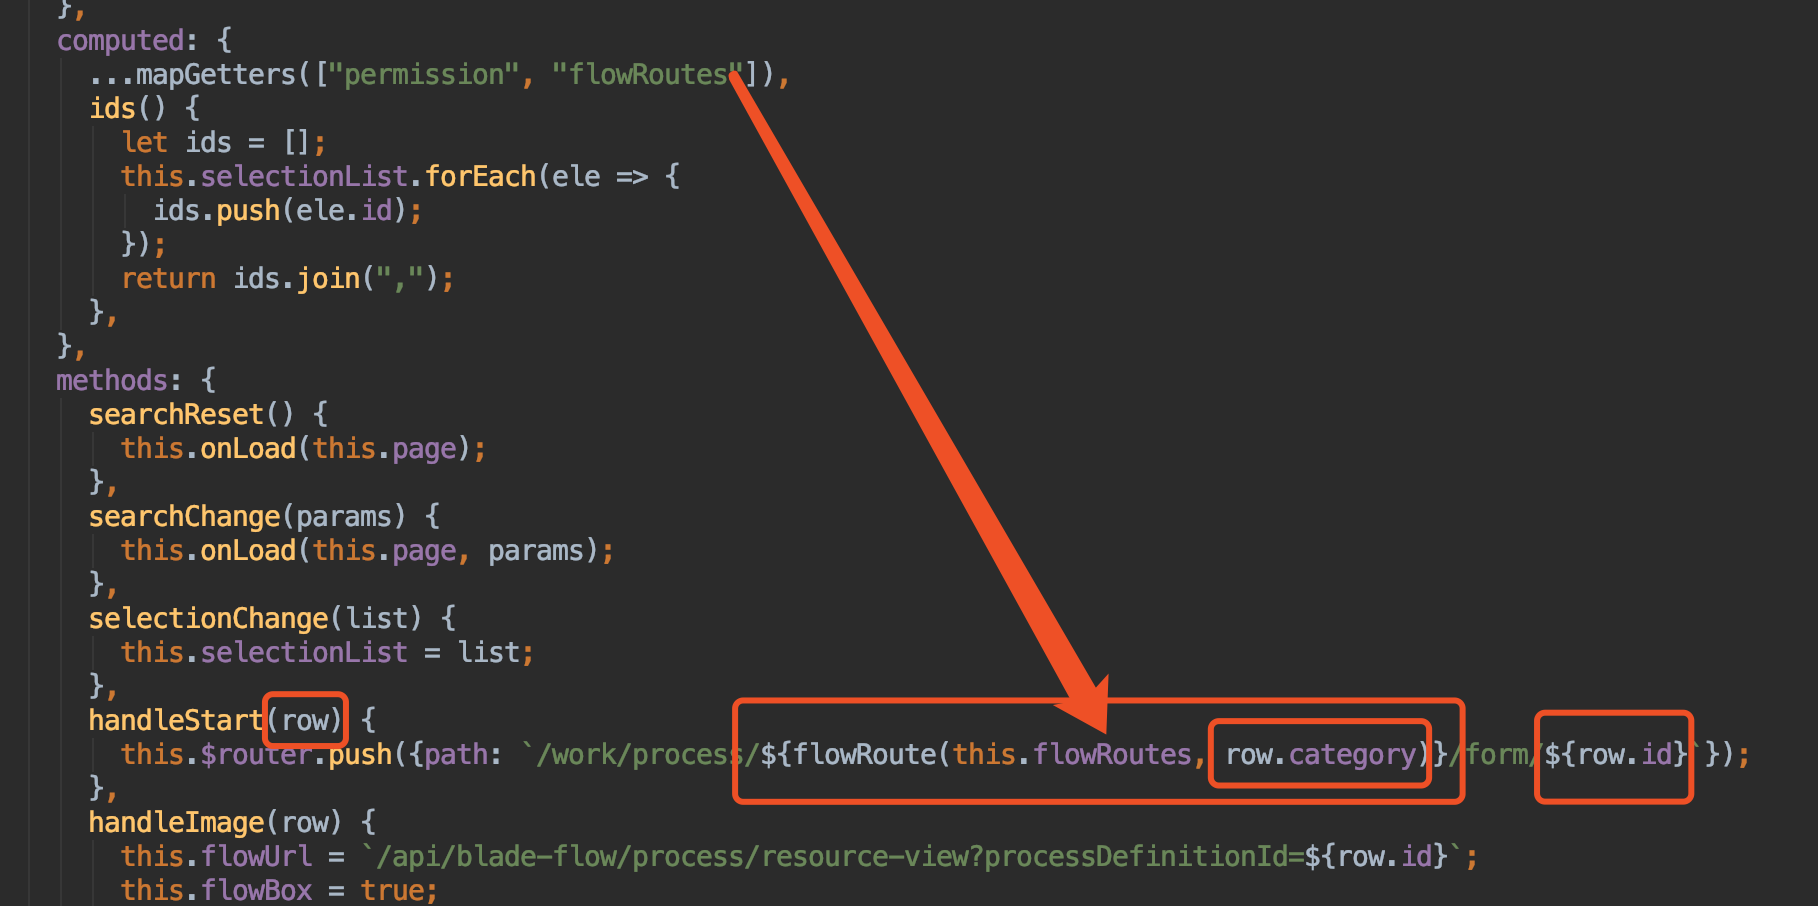 },
computed: {
...mapGetters(["permission", "flowRoutes"]),
ids() {
let ids = [];
this.selectionList.forEach(ele => {
ids.push(ele.id);
});
return ids.join(",");
},
},
methods: {
searchReset() {
this.onLoad(this.page);
},
searchChange(params) {
this.onLoad(this.page, params);
},
selectionChange(list) {
this.selectionList = list;
},
handleStart(row) {
this.$router.push({path: `/work/process/${flowRoute(this.flowRoutes, row.category)}/form/${row.id}`});
},
handleImage(row) {
this.flowUrl = `/api/blade-flow/process/resource-view?processDefinitionId=${row.id}`;
this.flowBox = true;